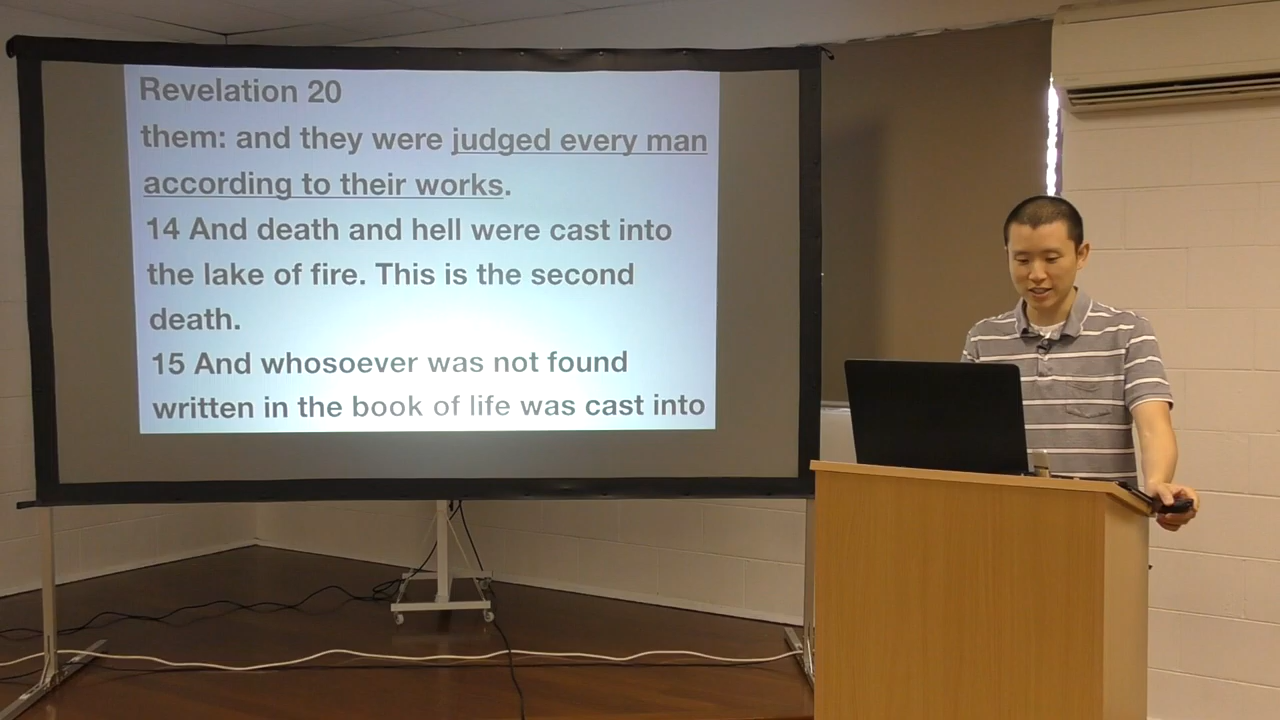 Revelation 20
them: and they were judged every man
according to their works.
14 And death and hell were cast into
the lake of fire. This is the second
death.
15 And whosoever was not found
written in the book of life was cast into